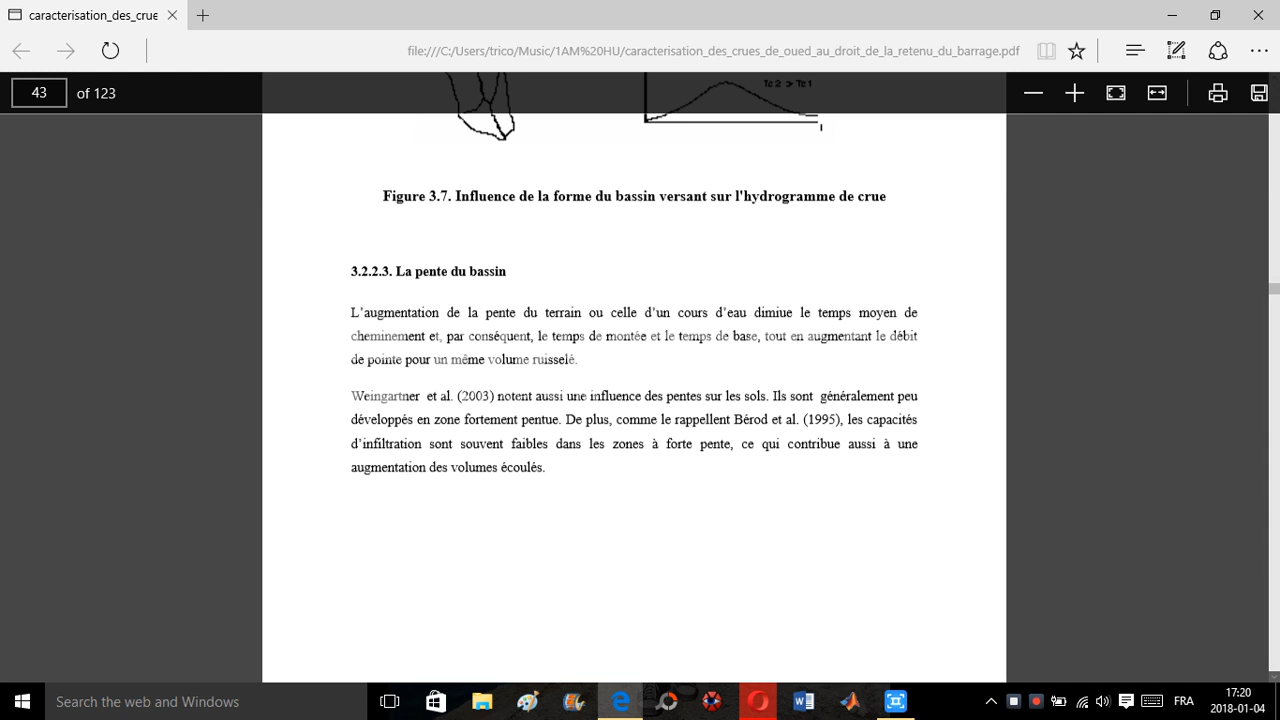 caracterisation_des_crue
file:///C:/Users/trico/Music/1AM%20HU/caracterisation_des_crues_de_oued_au_droit_de_la_retenu_du_barrage.pdf
43 of 123
Tc 2 > Tc 1
Figure 3.7. Influence de la forme du bassin versant sur l'hydrogramme de crue
3.2.2.3. La pente du bassin
L'augmentation de la pente du terrain ou celle d'un cours d'eau dimiue le temps moyen de
cheminement et, par conséquent, le temps de montée et le temps de base, tout en augmentant le débit
de pointe pour un même volume ruisselé.
Weingartner et al. (2003) notent aussi une influence des pentes sur les sols. Ils sont généralement peu
développés en zone fortement pentue. De plus, comme le rappellent Bérod et al. (1995), les capacités
d'infiltration sont souvent faibles dans les zones à forte pente, ce qui contribue aussi à une
augmentation des volumes écoulés.
Search the web and Windows
FRA
17:20
2018-01-04